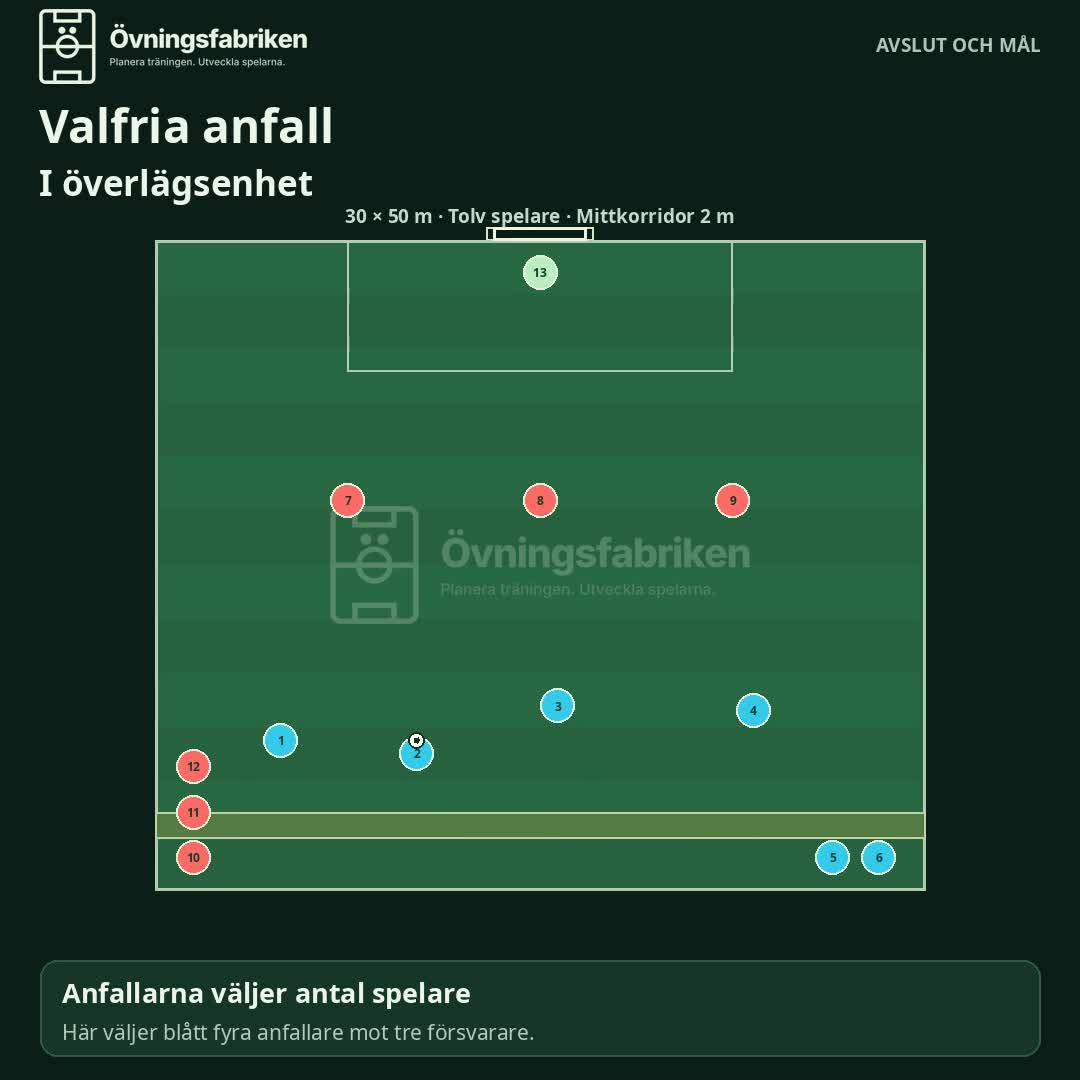 Övningsfabriken
Planera träningen. Utveckla spelarna.
AVSLUT OCH MÅL
Valfria anfall
I överlägsenhet
30 × 50 m · Tolv spelare · Mittkorridor 2 m
13
7
8
9
Övningsfabriken
Planera träningen. Utveckla spelarna.
3
4
1
2
12
11
10
5
6
Anfallarna väljer antal spelare
Här väljer blått fyra anfallare mot tre försvarare.